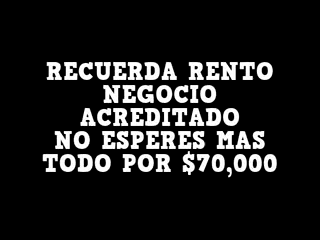 RECUERDA RENTO
NEGOCIO
ACREDITADO
NO ESPERES MAS
TODO POR $70,000